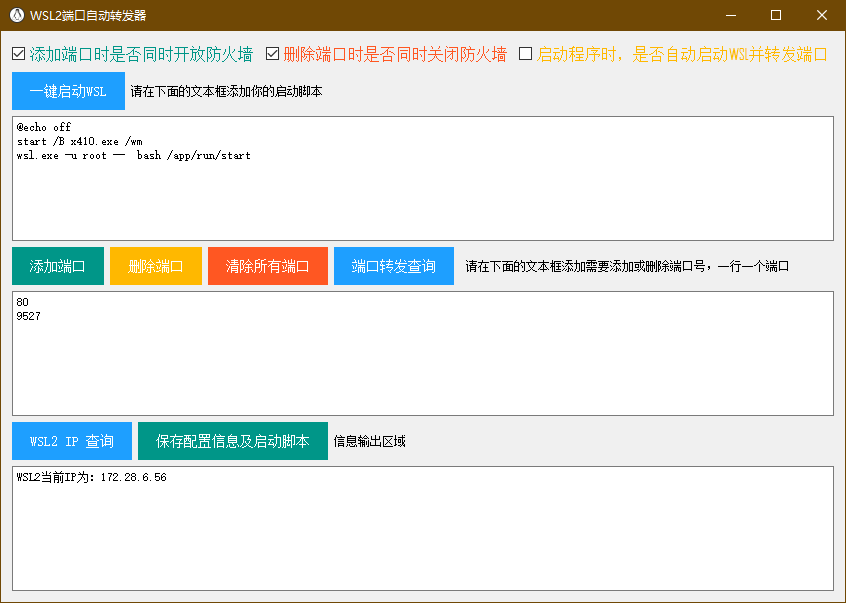 WSL2端口自动转发器
添加端口时是否同时开放防火墙 删除端口时是否同时关闭防火墙 启动程序时，是否自动启动WSL并转发端口
一键启动WSL 请在下面的文本框添加你的启动脚本
@echo off
start /B x410.exe /wm
wsl.exe -u root -- bash /app/run/start
添加端口 删除端口 清除所有端口 端口转发查询 请在下面的文本框添加需要添加或删除端口号，一行一个端口
80
9527
WSL2 IP 查询 保存配置信息及启动脚本 信息输出区域
WSL2当前IP为：172.28.6.56